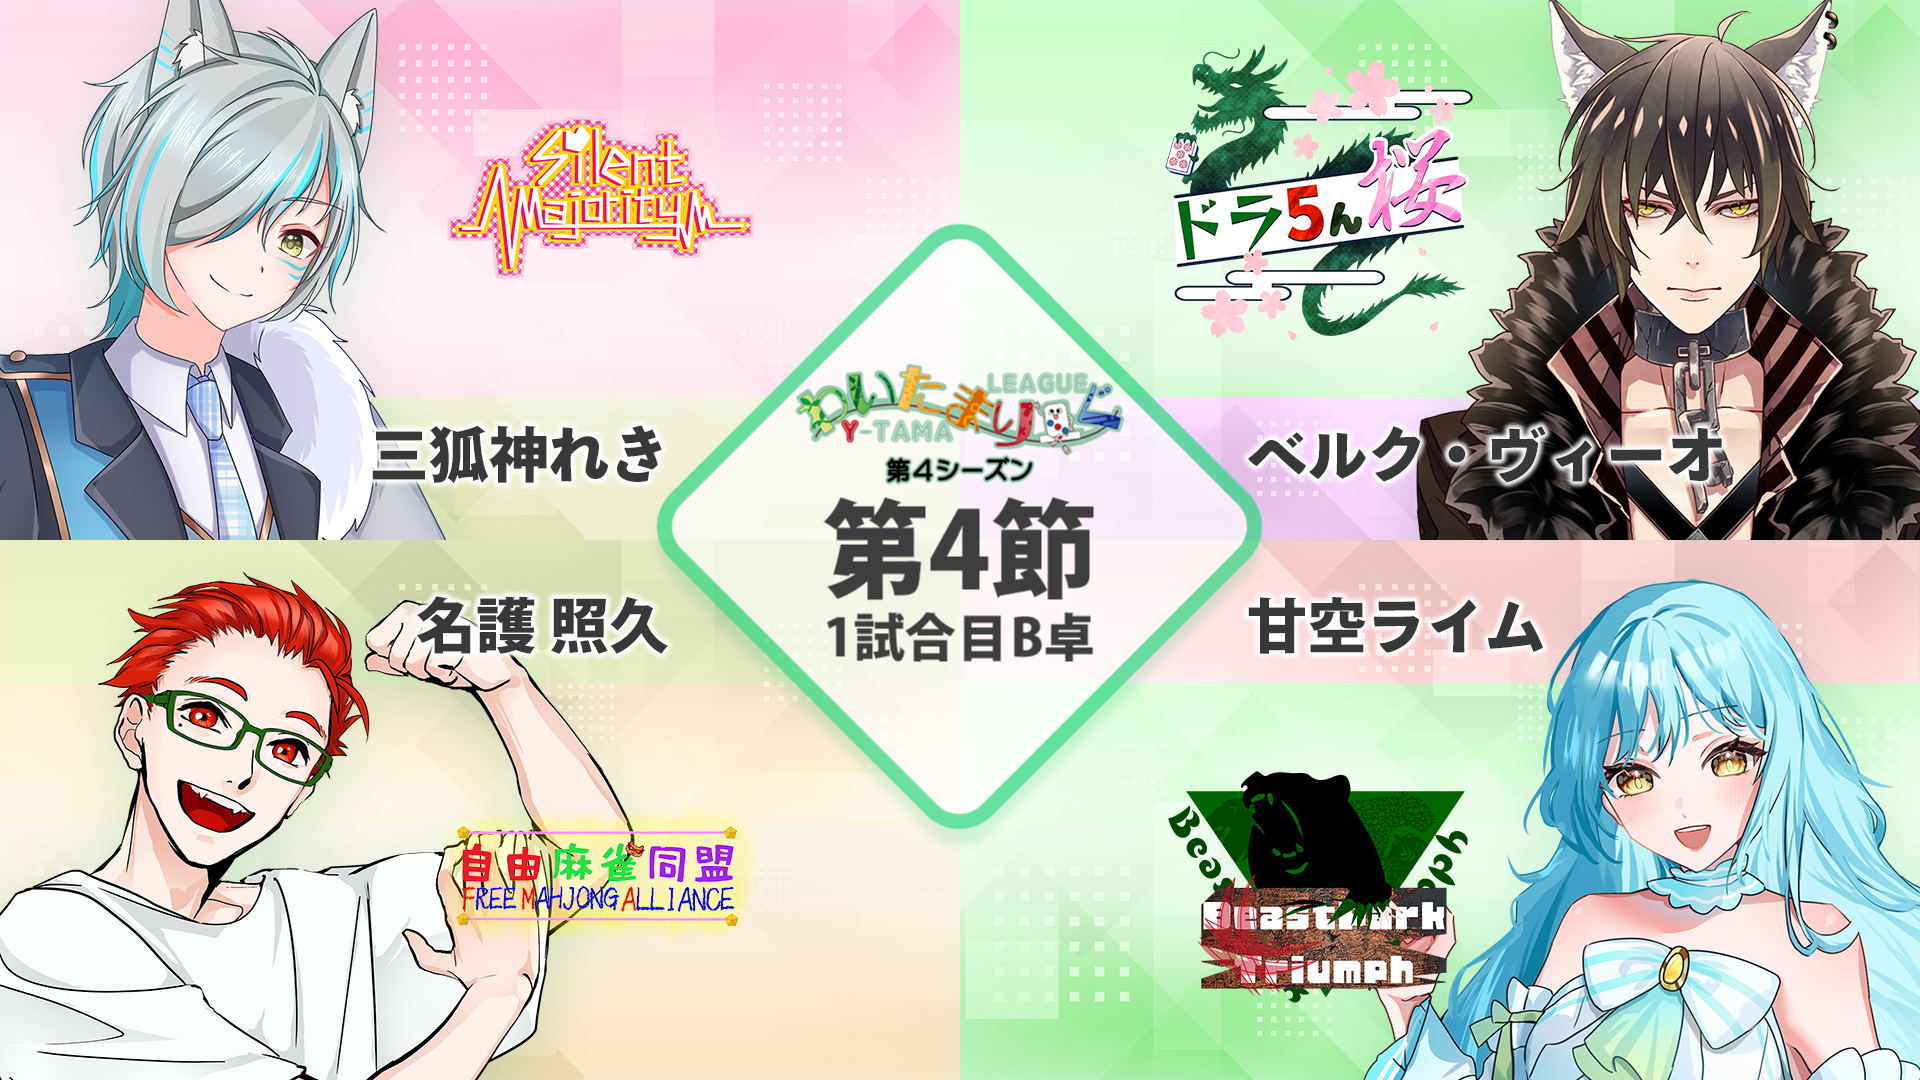 Silent
Majority
ドラ5ん桜
わいたまりーぐ
LEAGUE
Y-TAMA
第4シーズン
第4節
1試合目B卓
三狐神れき
ベルク・ヴィーオ
名護 照久
甘空ライム
自由麻雀同盟
FREE MAHJONG ALLIANCE
Triumph